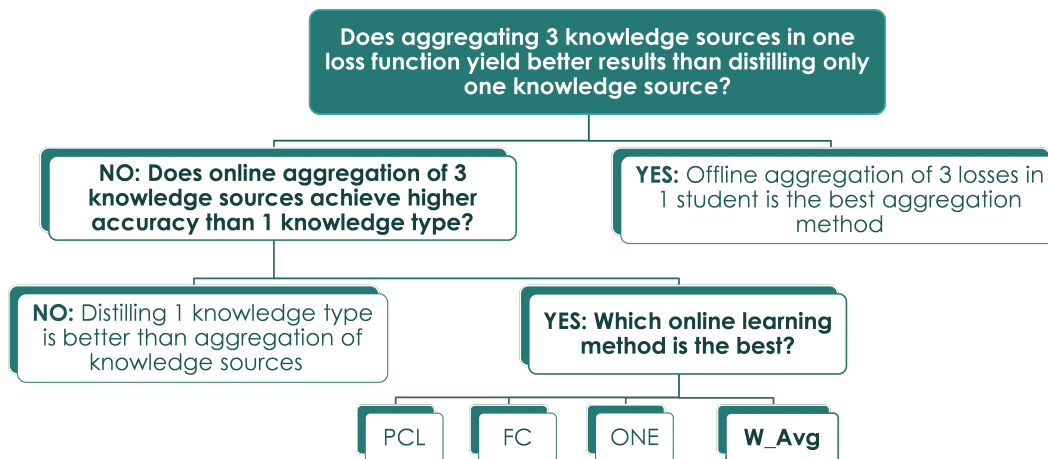 Does aggregating 3 knowledge sources in one
loss function yield better results than distilling only
one knowledge source?
NO: Does online aggregation of 3
knowledge sources achieve higher
accuracy than 1 knowledge type?
YES: Offline aggregation of 3 losses in
1 student is the best aggregation
method
NO: Distilling 1 knowledge type
is better than aggregation of
knowledge sources
YES: Which online learning
method is the best?
PCL
FC
ONE
W_Avg